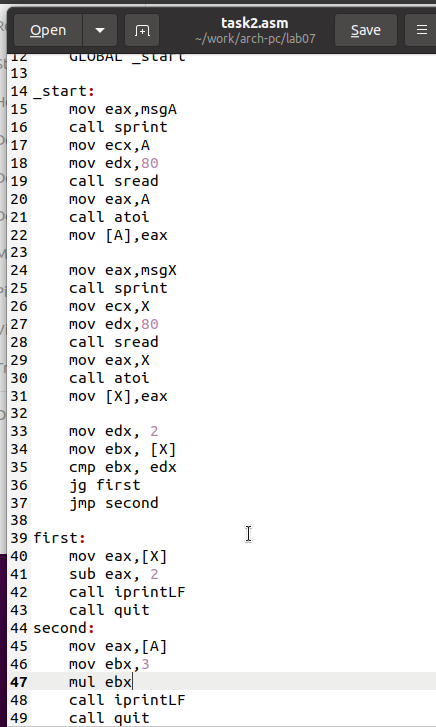 task2.asm
Open Save
~/work/arch-pc/lab07
12     GLOBAL _start
13
14 _start:
15     mov eax,msgA
16     call sprint
17     mov ecx,A
18     mov edx,80
19     call sread
20     mov eax,A
21     call atoi
22     mov [A],eax
23
24     mov eax,msgX
25     call sprint
26     mov ecx,X
27     mov edx,80
28     call sread
29     mov eax,X
30     call atoi
31     mov [X],eax
32
33     mov edx, 2
34     mov ebx, [X]
35     cmp ebx, edx
36     jg first
37     jmp second
38
39 first:
40     mov eax,[X]
41     sub eax, 2
42     call iprintLF
43     call quit
44 second:
45     mov eax,[A]
46     mov ebx,3
47     mul ebx
48     call iprintLF
49     call quit